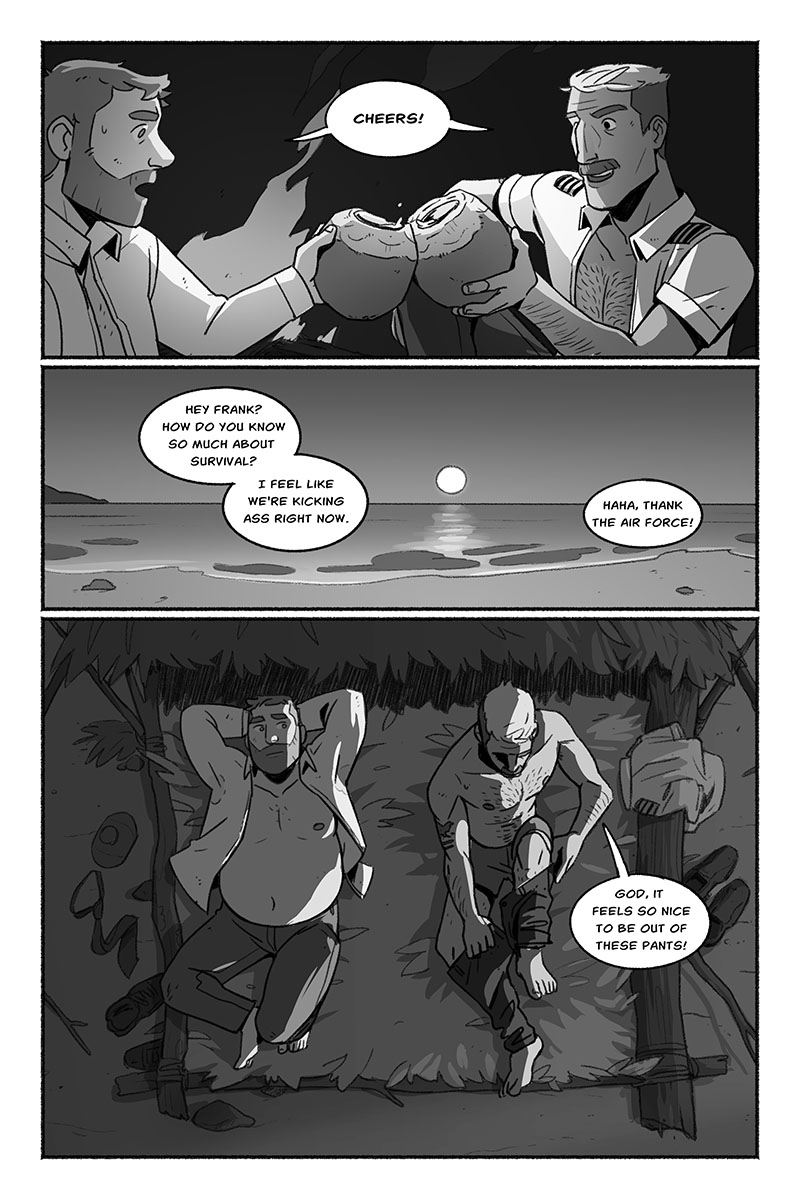 CHEERS!
HEY FRANK?
HOW DO YOU KNOW
SO MUCH ABOUT
SURVIVAL?
I FEEL LIKE
WE'RE KICKING
ASS RIGHT NOW.
HAHA, THANK
THE AIR FORCE!
GOD, IT
FEELS SO NICE
TO BE OUT OF
THESE PANTS!